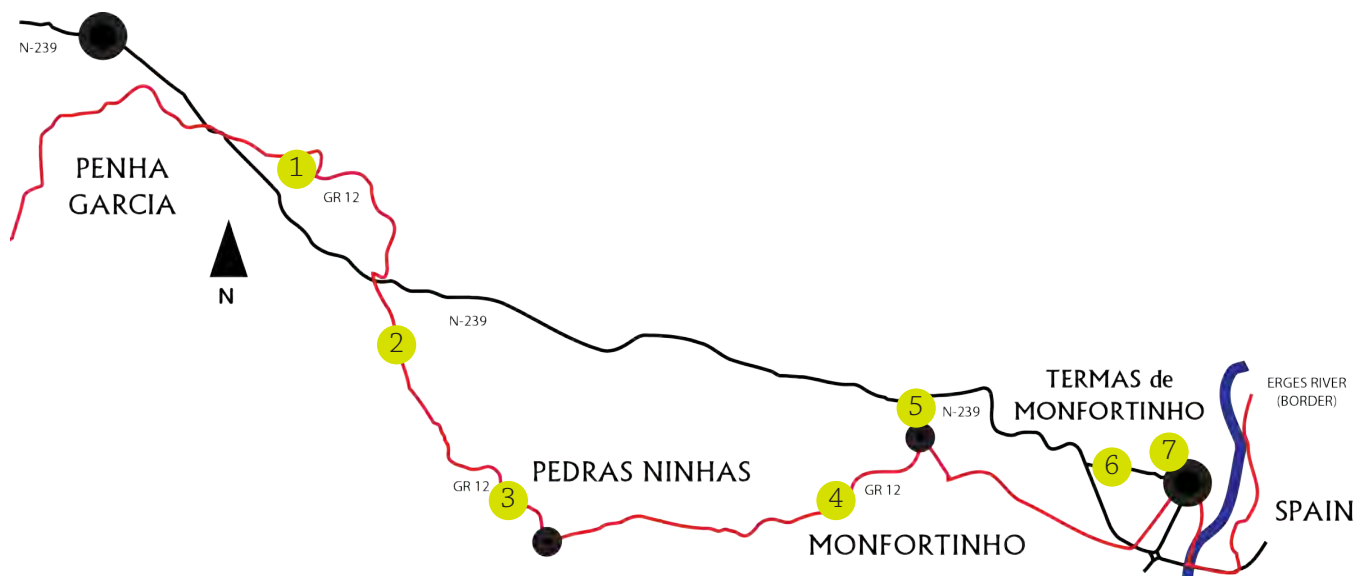 N-239
1
PENHA
GARCIA
GR 12
N
2
N-239
TERMAS de
MONFORTINHO
ERGES RIVER
(BORDER)
5
N-239
7
6
PEDRAS NINHAS
GR 12
3
4
GR 12
SPAIN
MONFORTINHO